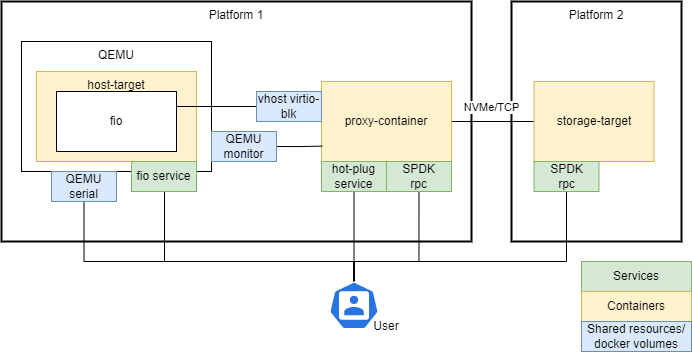 Platform 1
Platform 2
QEMU
host-target
fio
vhost virtio-
blk
proxy-container
NVMe/TCP
storage-target
QEMU
monitor
QEMU
serial
fio service
hot-plug
service
SPDK
rpc
SPDK
rpc
User
Services
Containers
Shared resources/
docker volumes